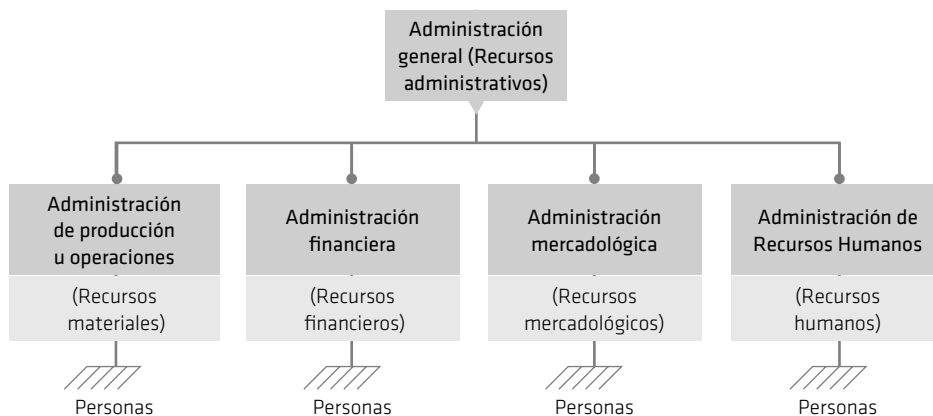 Administración
general (Recursos
administrativos)
Administración
de producción
u operaciones
(Recursos
materiales)
Personas
Administración
financiera
(Recursos
financieros)
Personas
Administración
mercadológica
(Recursos
mercadológicos)
Personas
Administración de
Recursos Humanos
(Recursos
humanos)
Personas